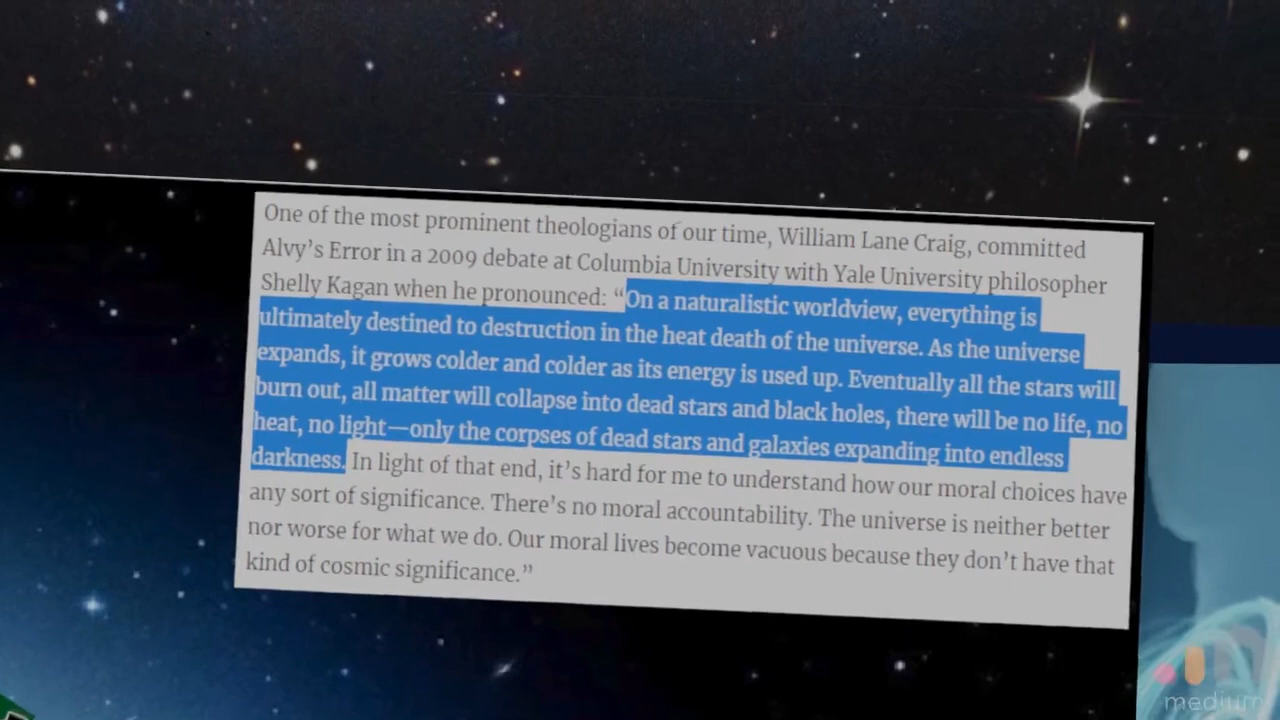 One of the most prominent theologians of our time, William Lane Craig, committed
Alvy's Error in a 2009 debate at Columbia University with Yale University philosopher
Shelly Kagan when he pronounced: “On a naturalistic worldview, everything is
ultimately destined to destruction in the heat death of the universe. As the universe
expands, it grows colder and colder as its energy is used up. Eventually all the stars will
burn out, all matter will collapse into dead stars and black holes, there will be no life, no
heat, no light—only the corpses of dead stars and galaxies expanding into endless
darkness. In light of that end, it's hard for me to understand how our moral choices have
any sort of significance. There's no moral accountability. The universe is neither better
nor worse for what we do. Our moral lives become vacuous because they don't have that
kind of cosmic significance.”
medium